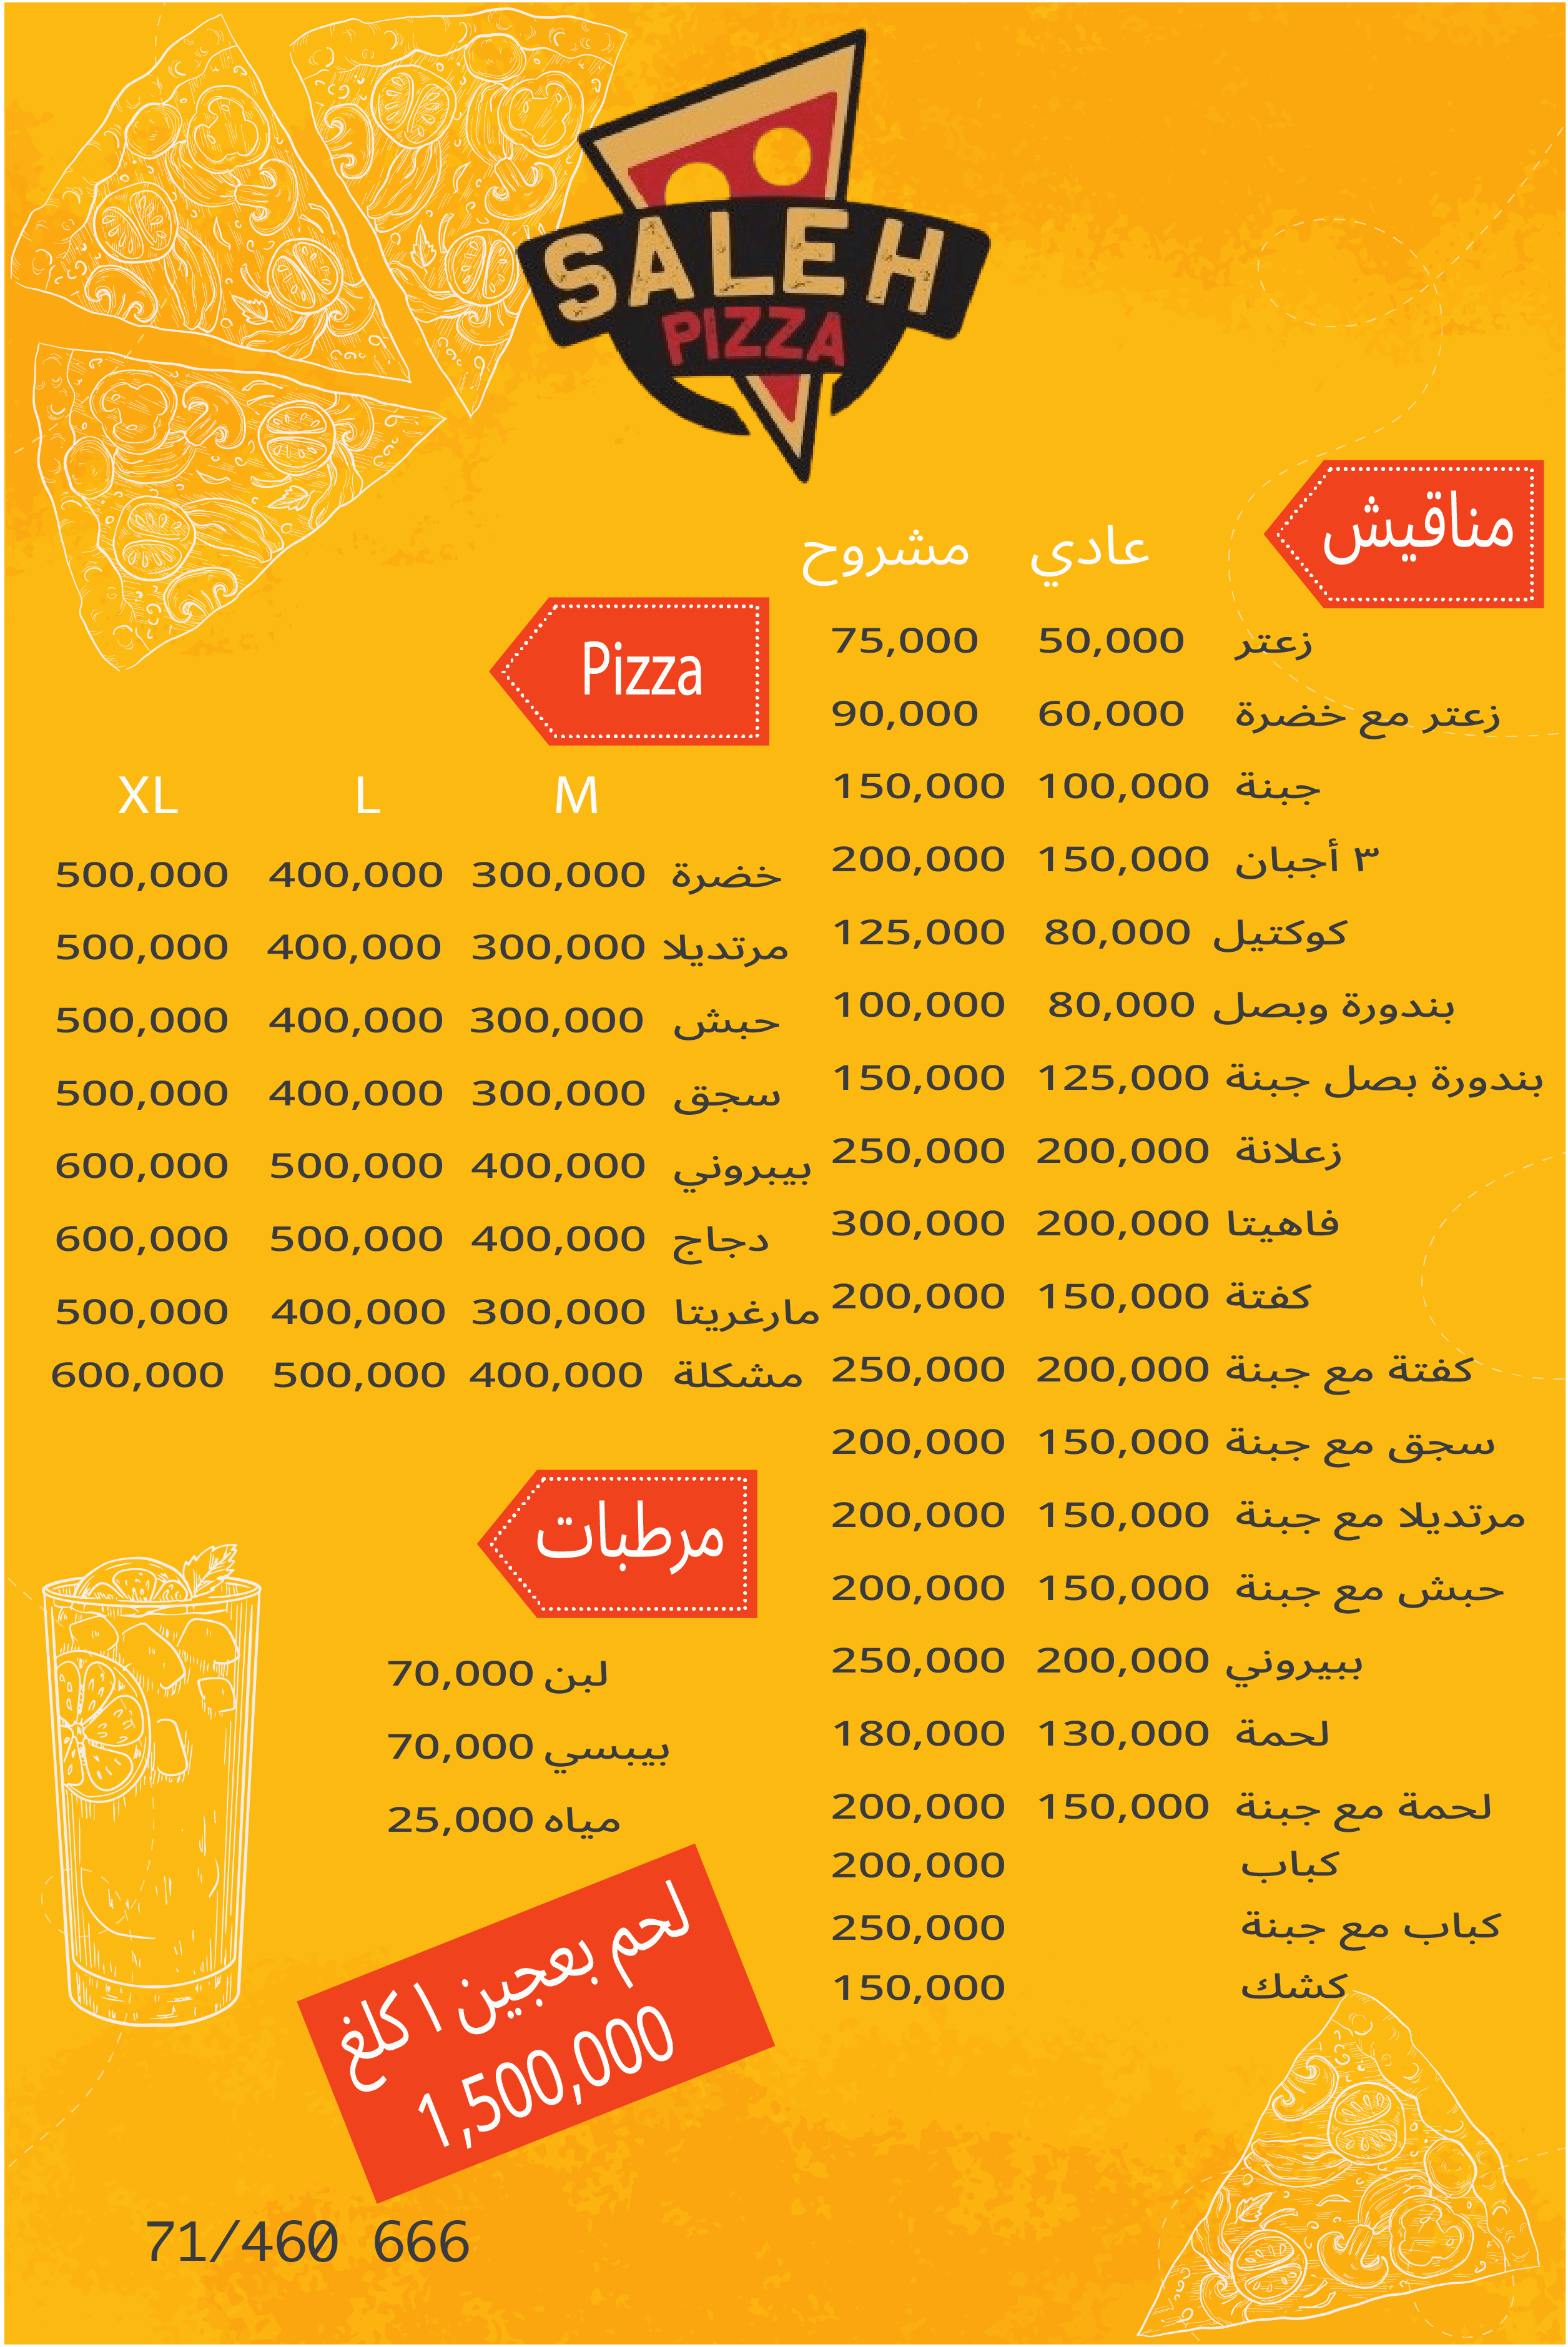 SALEH
PIZZA
مناقيش
عادي مشروح
زعتر 50,000 75,000
زعتر مع خضرة 60,000 90,000
جبنة 100,000 150,000
٣ أجبان 150,000 200,000
كوكتيل 80,000 125,000
بندورة وبصل 80,000 100,000
بندورة بصل جبنة 125,000 150,000
زعلانة 200,000 250,000
فاهيتا 200,000 300,000
كفتة 150,000 200,000
كفتة مع جبنة 200,000 250,000
سجق مع جبنة 150,000 200,000
مرتديلا مع جبنة 150,000 200,000
حبش مع جبنة 150,000 200,000
ببيروني 200,000 250,000
لحمة 130,000 180,000
لحمة مع جبنة 150,000 200,000
كباب 200,000
كباب مع جبنة 250,000
كشك 150,000
Pizza
M L XL
خضرة 300,000 400,000 500,000
مرتديلا 300,000 400,000 500,000
حبش 300,000 400,000 500,000
سجق 300,000 400,000 500,000
بيبروني 400,000 500,000 600,000
دجاج 400,000 500,000 600,000
مارغريتا 300,000 400,000 500,000
مشكلة 400,000 500,000 600,000
مرطبات
لبن 70,000
بيبسي 70,000
مياه 25,000
لحم بعجين ١ كلغ
1,500,000
71/460 666